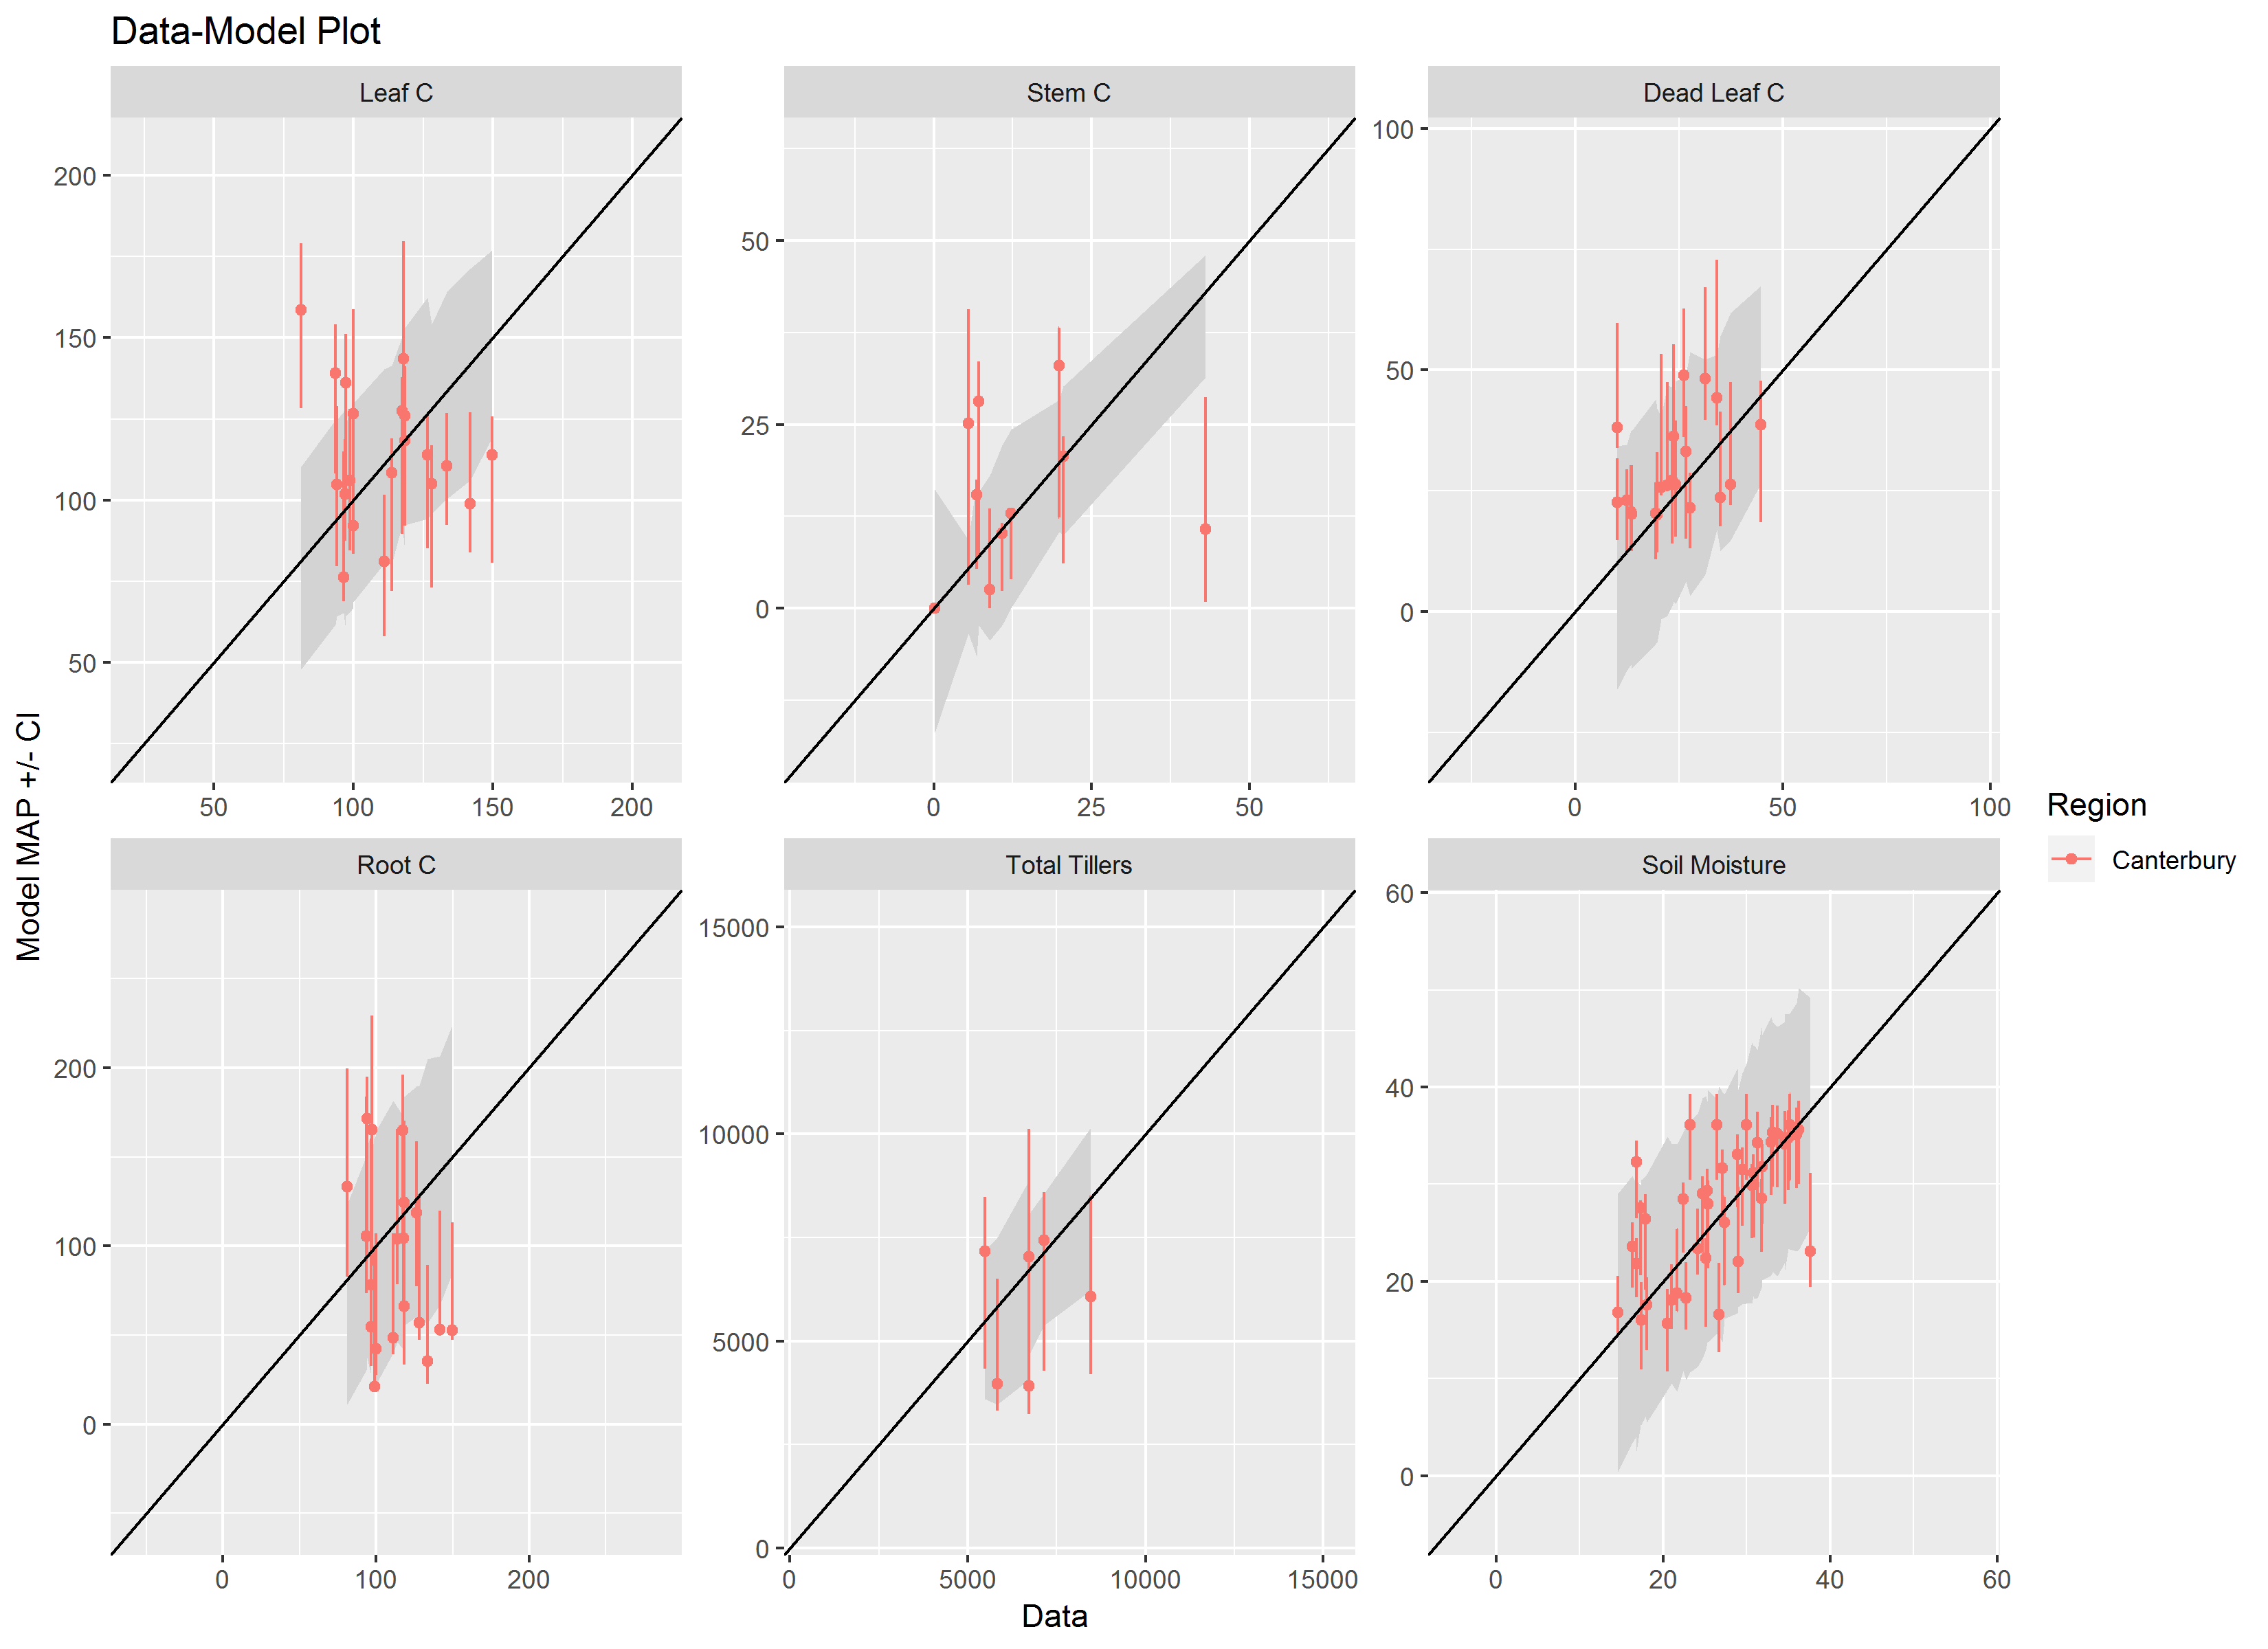 Data-Model Plot
Leaf C
Stem C
Dead Leaf C
200
150
100
50
50
25
0
100
50
0
50 100 150 200
0 25 50
0 50 100
Root C
Total Tillers
Soil Moisture
200
100
0
15000
10000
5000
0
60
40
20
0
0 100 200
0 5000 10000 15000
0 20 40 60
Model MAP +/- CI
Data
Region
Canterbury